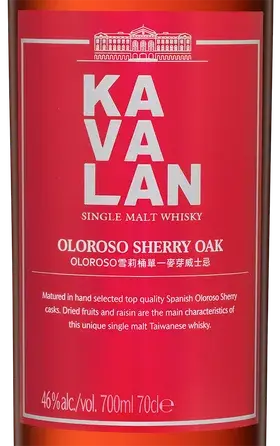 KA
VA
LAN
SINGLE MALT WHISKY
OLOROSO SHERRY OAK
OLOROSO雪莉桶單一麥芽威士忌
Matured in hand selected top quality Spanish Oloroso Sherry
casks. Dried fruits and raisin are the main characteristics of
this unique single malt Taiwanese whisky.
46%alc/vol. 700ml 70cl℮